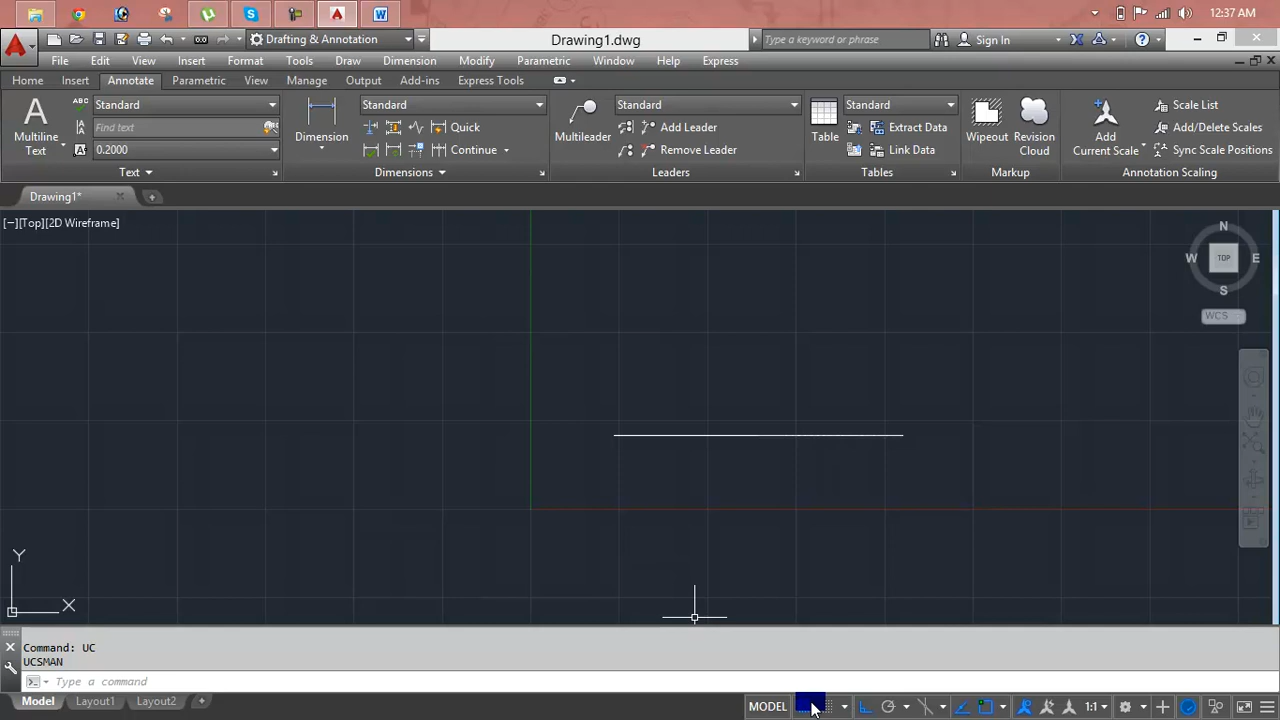 12:37 AM
Drafting & Annotation
Drawing1.dwg
Type a keyword or phrase
Sign In
File Edit View Insert Format Tools Draw Dimension Modify Parametric Window Help Express
Home Insert Annotate Parametric View Manage Output Add-ins Express Tools
Standard Standard Standard Standard Scale List
Find text Quick Add Leader Extract Data Add/Delete Scales
Multiline Text Dimension Multileader Table Wipeout Revision Cloud Add Current Scale
0.2000 Continue Remove Leader Link Data Sync Scale Positions
Text Dimensions Leaders Tables Markup Annotation Scaling
Drawing1*
[−][Top][2D Wireframe]
N
W TOP E
S
WCS
Y
X
Command: UC
UCSMAN
Type a command
Model Layout1 Layout2 MODEL 1:1